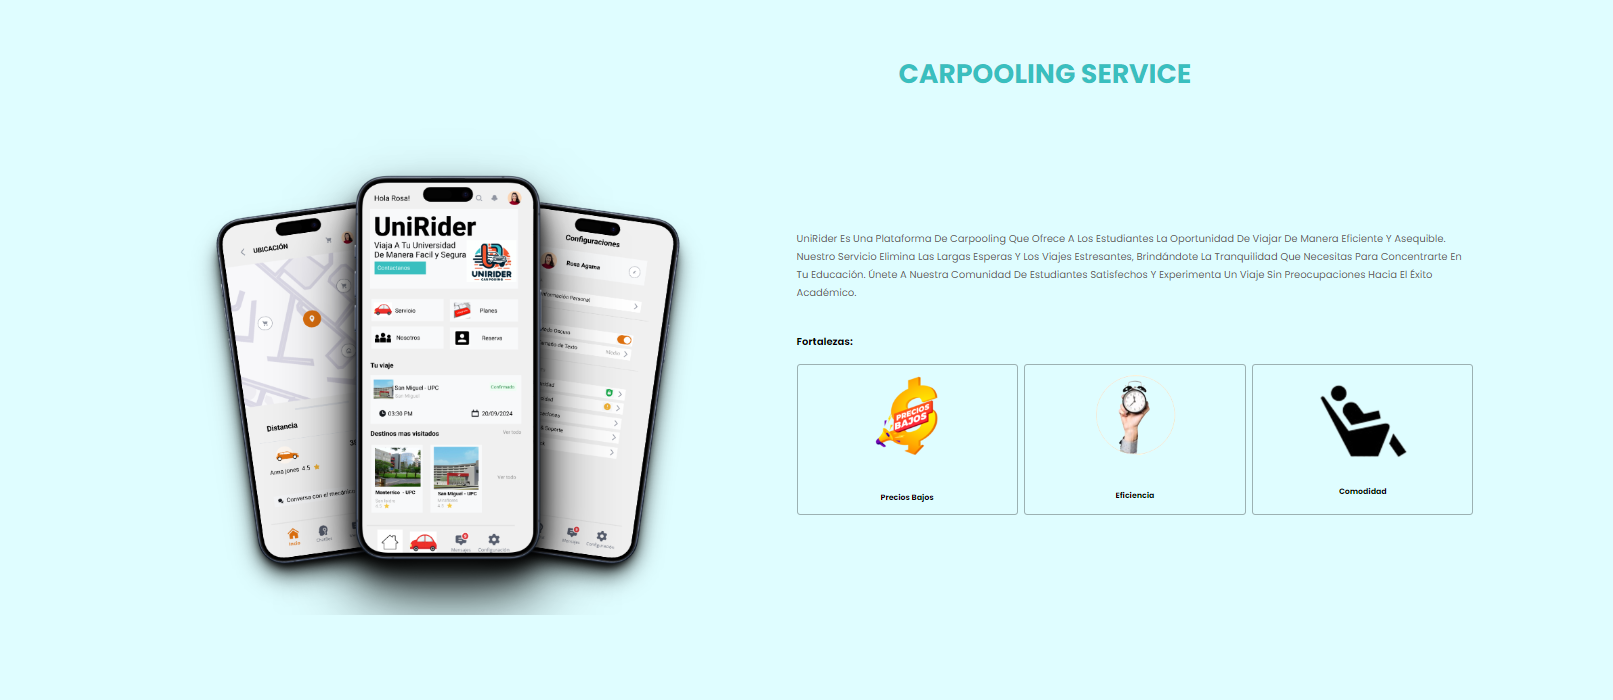 CARPOOLING SERVICE
UniRider Es Una Plataforma De Carpooling Que Ofrece A Los Estudiantes La Oportunidad De Viajar De Manera Eficiente Y Asequible.
Nuestro Servicio Elimina Las Largas Esperas Y Los Viajes Estresantes, Brindándote La Tranquilidad Que Necesitas Para Concentrarte En
Tu Educación. Únete A Nuestra Comunidad De Estudiantes Satisfechos Y Experimenta Un Viaje Sin Preocupaciones Hacia El Éxito
Académico.
Fortalezas:
PRECIOS
BAJOS
Precios Bajos
Eficiencia
Comodidad
UBICACIÓN
Distancia
4.5
Conversa con el mecánico
Inicio
Hola Rosa!
UniRider
Viaja A Tu Universidad
De Manera Facil y Segura
Contactanos
UNIRIDER
CARPOOLING
Servicio
Planes
Nosotros
Reserva
Tu viaje
San Miguel - UPC
San Miguel
Confirmado
03:30 PM
20/09/2024
Destinos mas visitados
Ver todo
Monterrico - UPC
San Miguel - UPC
Ver todo
Mensajes
Configuración
Configuraciones
Rosa Agama
Información Personal
Modo Oscuro
Tamaño de Texto